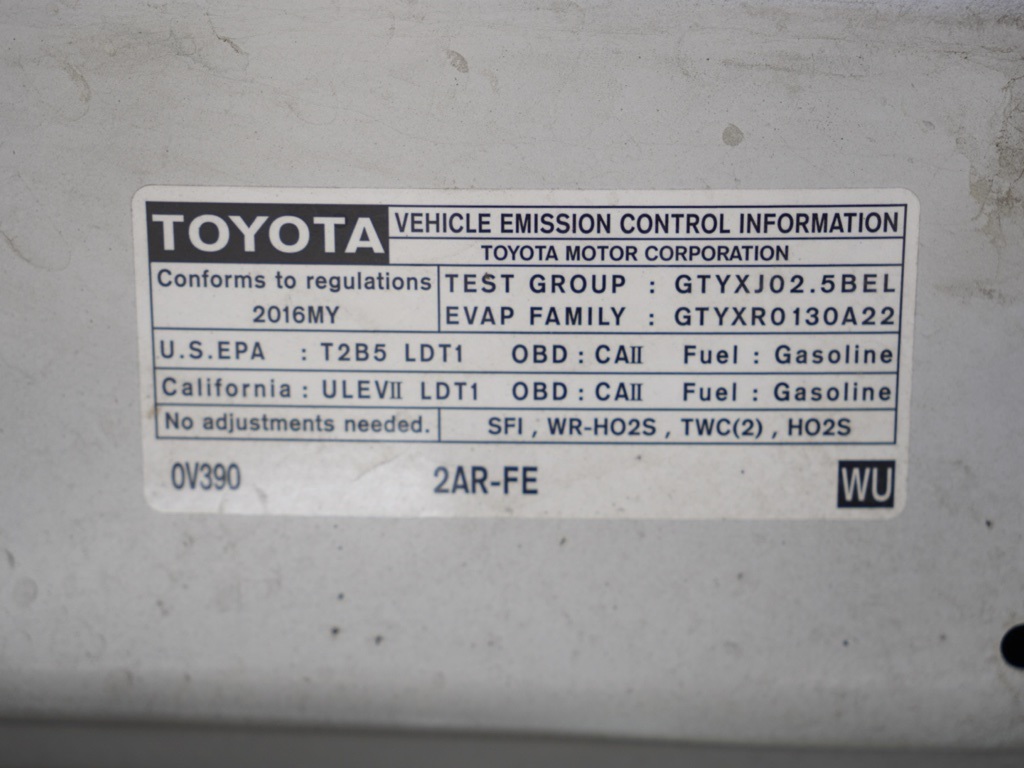 TOYOTA VEHICLE EMISSION CONTROL INFORMATION
TOYOTA MOTOR CORPORATION
Conforms to regulations TEST GROUP : GTYXJ02.5BEL
2016MY EVAP FAMILY : GTYXR0130A22
U.S.EPA : T2B5 LDT1 OBD : CAII Fuel : Gasoline
California : ULEVII LDT1 OBD : CAII Fuel : Gasoline
No adjustments needed. SFI , WR-HO2S , TWC(2) , HO2S
0V390 2AR-FE WU